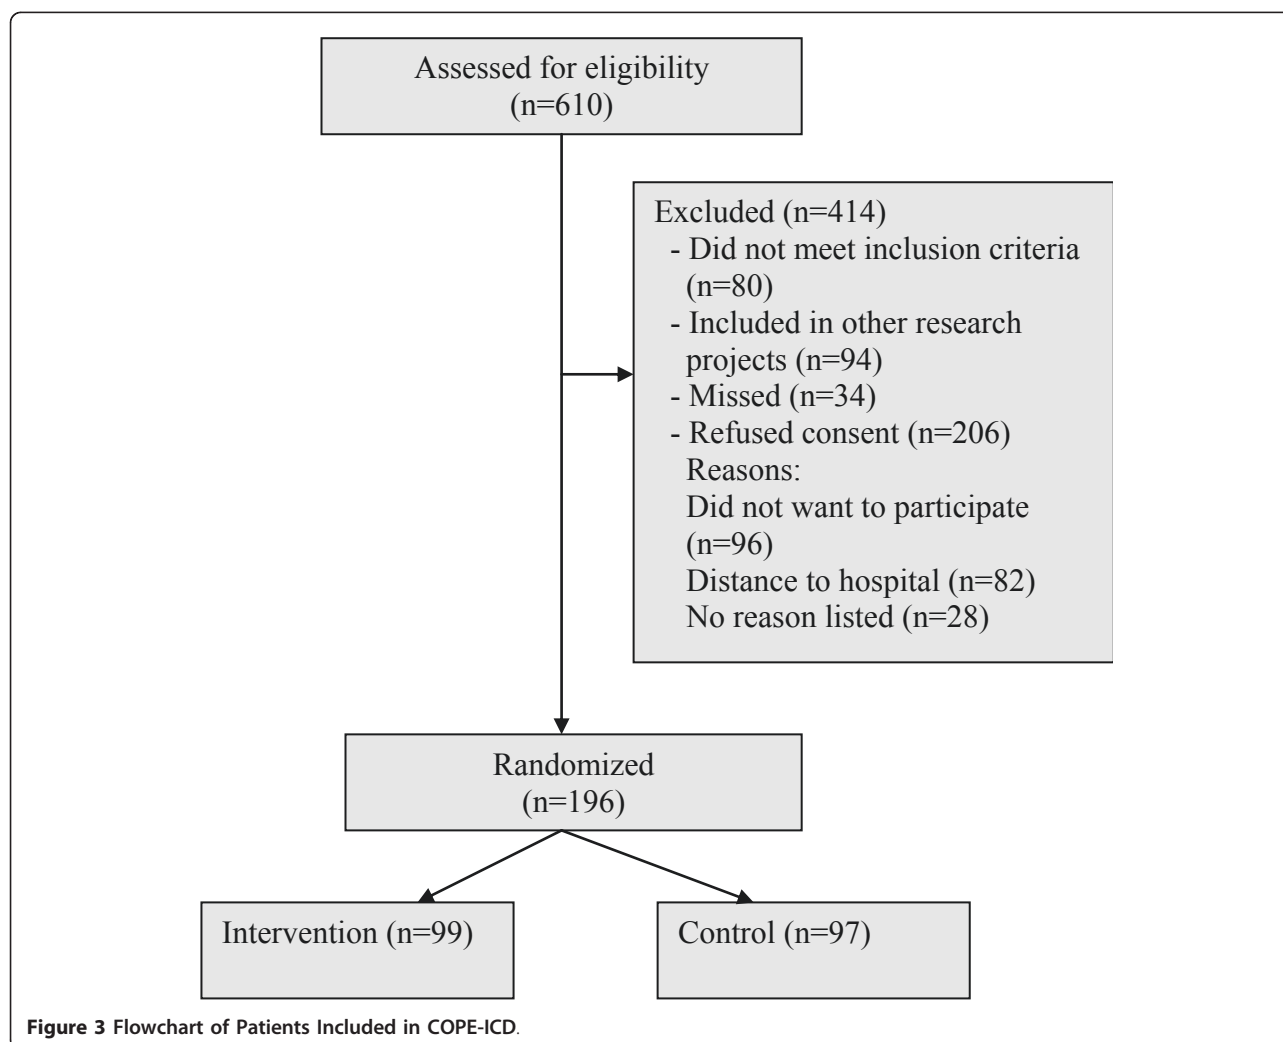 Assessed for eligibility
(n=610)
Excluded (n=414)
- Did not meet inclusion criteria
(n=80)
- Included in other research
projects (n=94)
- Missed (n=34)
- Refused consent (n=206)
Reasons:
Did not want to participate
(n=96)
Distance to hospital (n=82)
No reason listed (n=28)
Randomized
(n=196)
Intervention (n=99)
Control (n=97)
Figure 3 Flowchart of Patients Included in COPE-ICD.